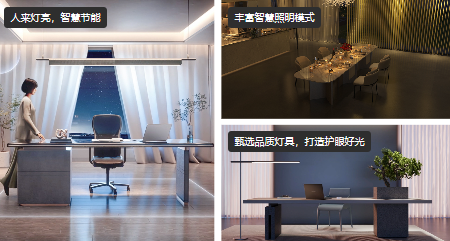 人来灯亮，智慧节能
丰富智慧照明模式
甄选品质灯具，打造护眼好光